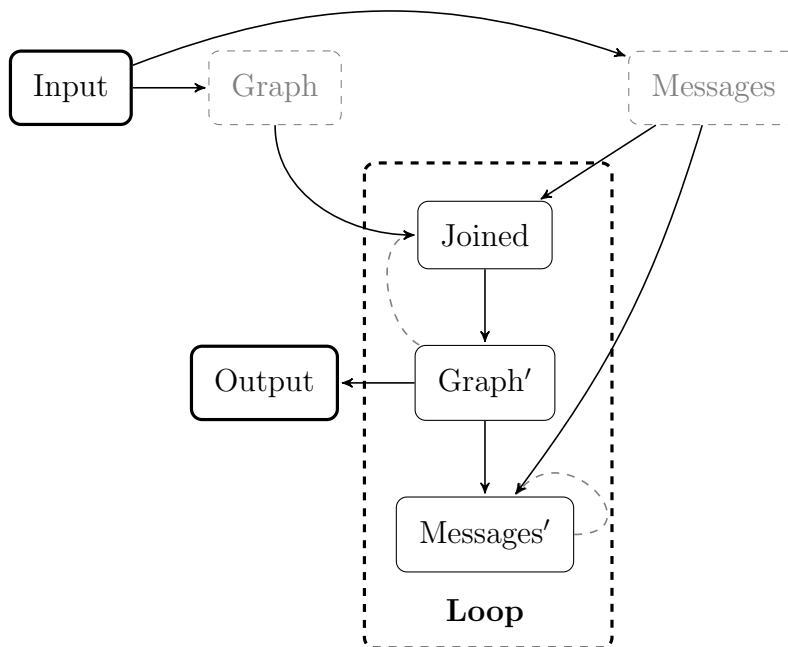 Input
Graph
Messages
Joined
Output
Graph′
Messages′
Loop